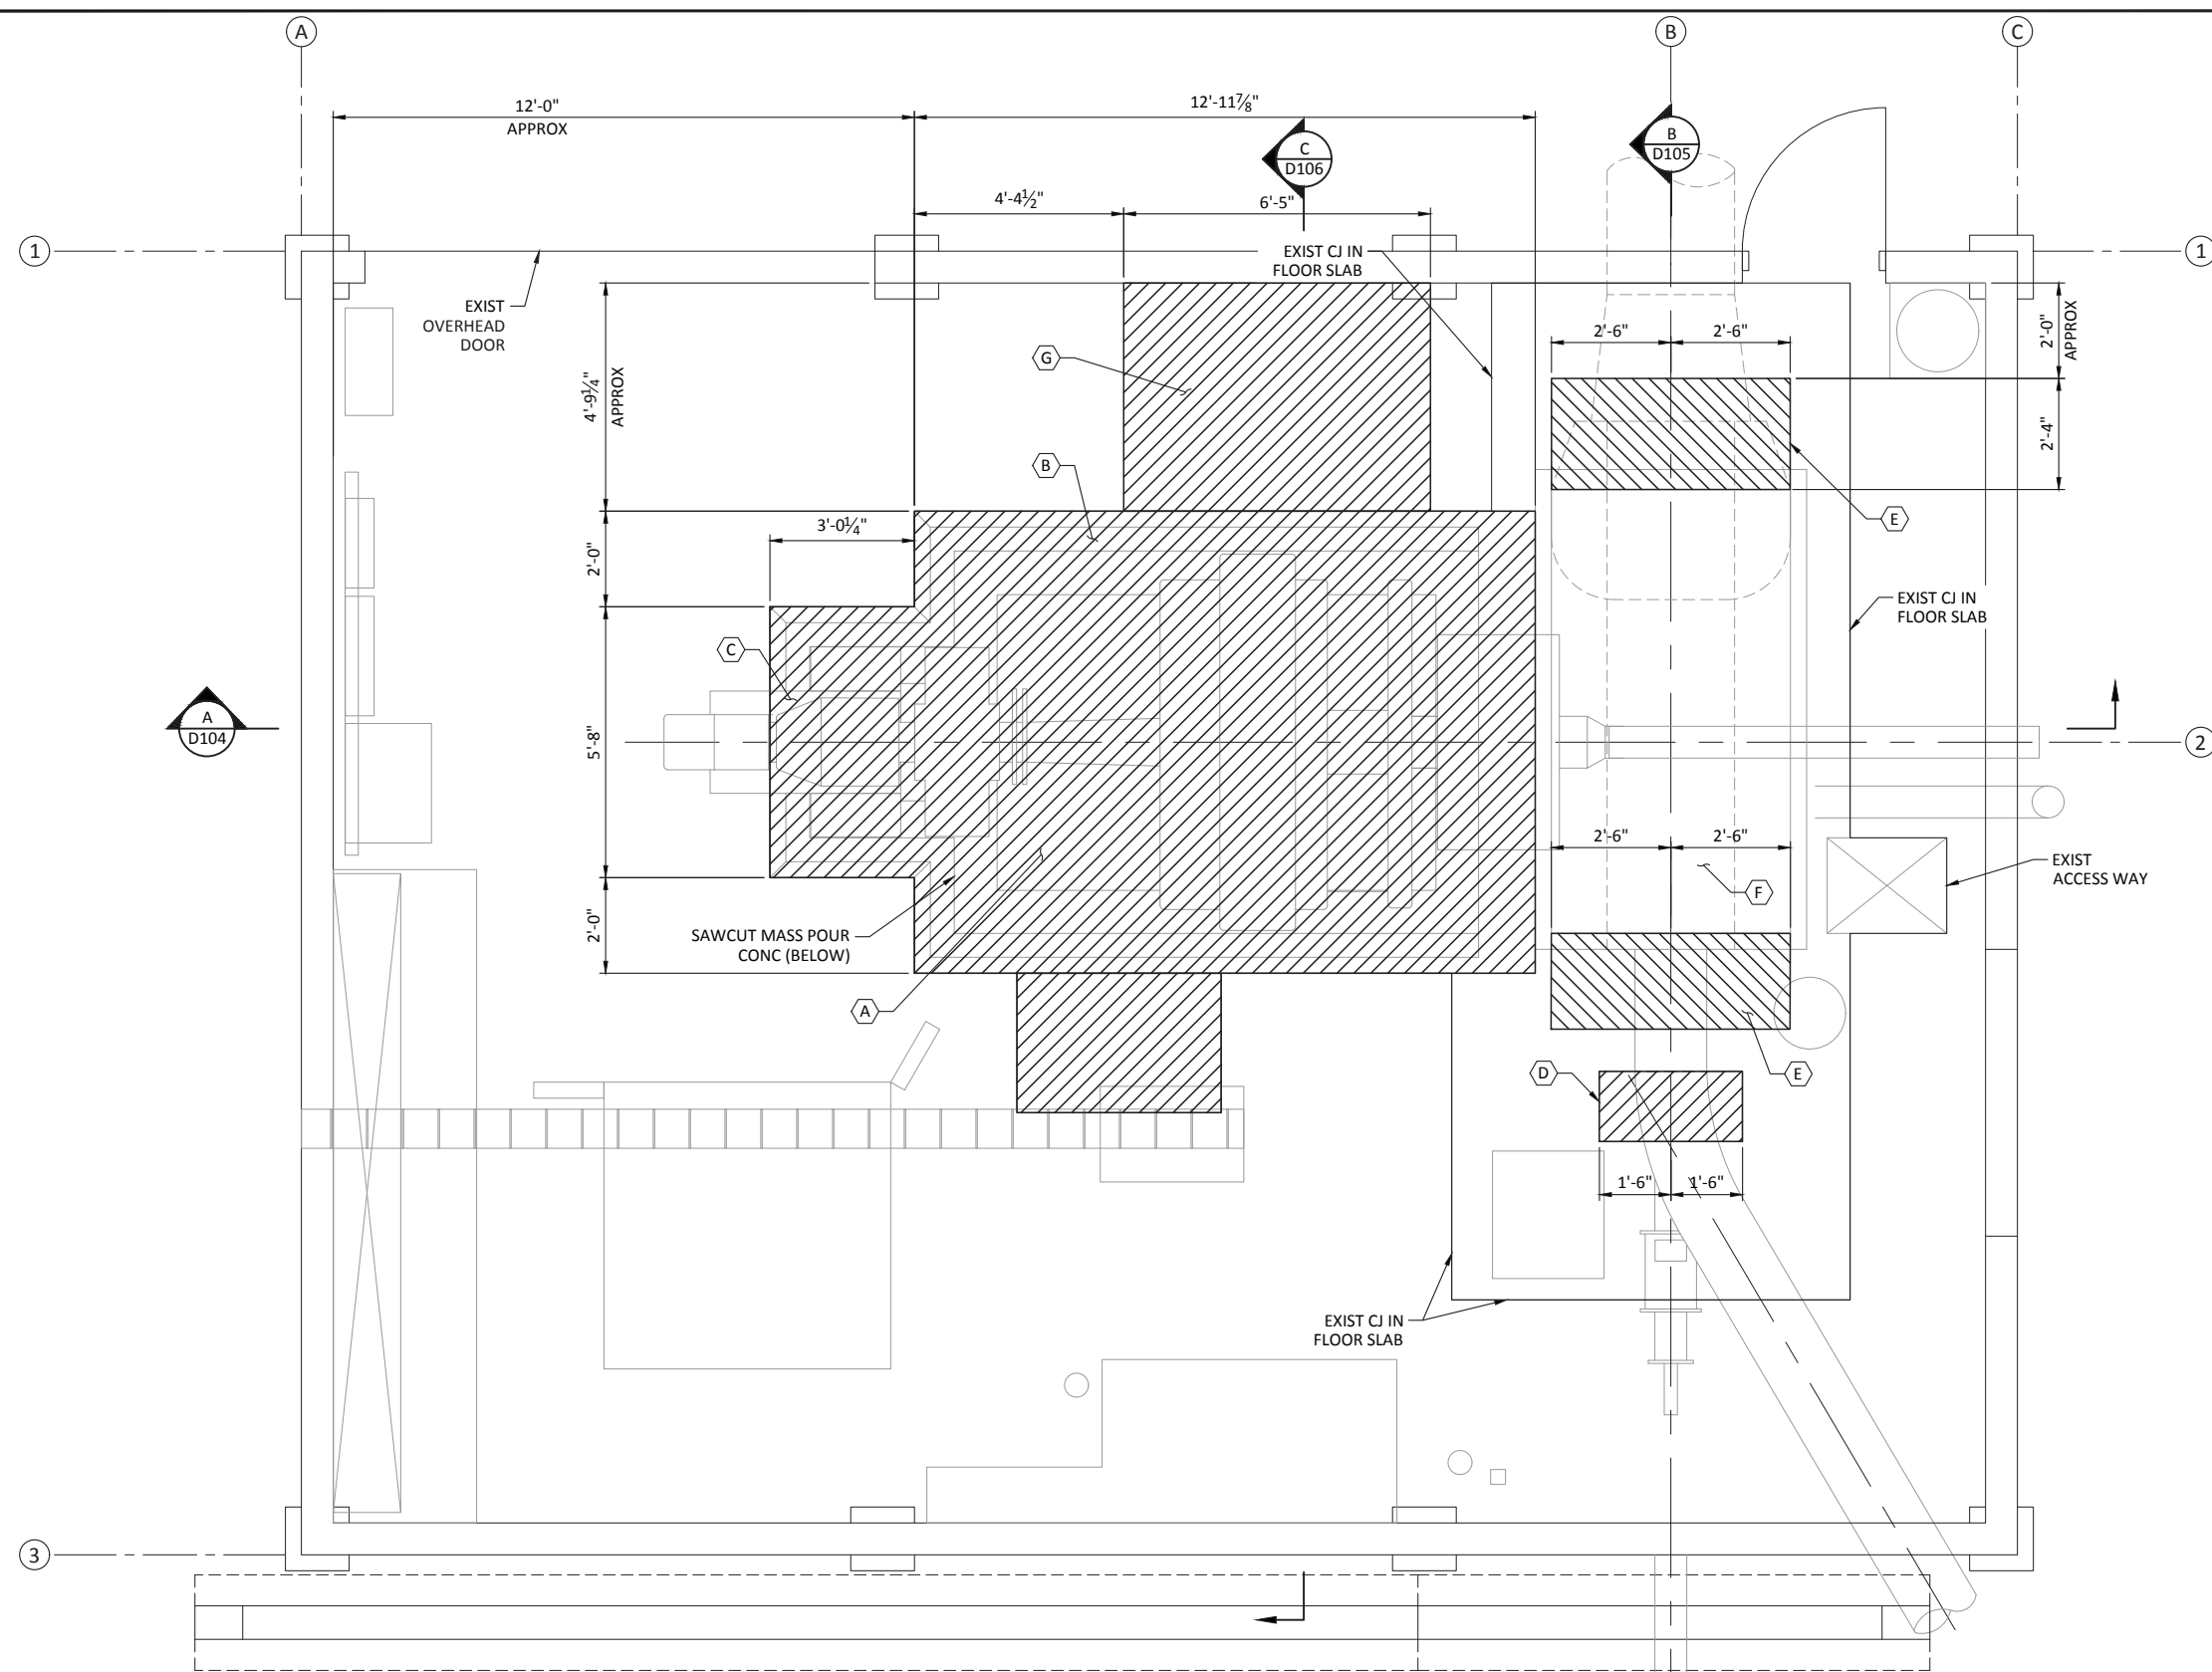 A
B
C
12'-0"
APPROX
12'-11⅞"
C
D106
B
D105
4'-4½"
6'-5"
1
1
EXIST CJ IN
FLOOR SLAB
EXIST
OVERHEAD
DOOR
2'-0"
APPROX
2'-6"
2'-6"
G
4'-9¼"
APPROX
2'-4"
B
E
3'-0¼"
2'-0"
EXIST CJ IN
FLOOR SLAB
C
A
D104
5'-8"
2
2'-6"
2'-6"
EXIST
ACCESS WAY
F
SAWCUT MASS POUR
CONC (BELOW)
2'-0"
A
D
E
1'-6"
1'-6"
EXIST CJ IN
FLOOR SLAB
3